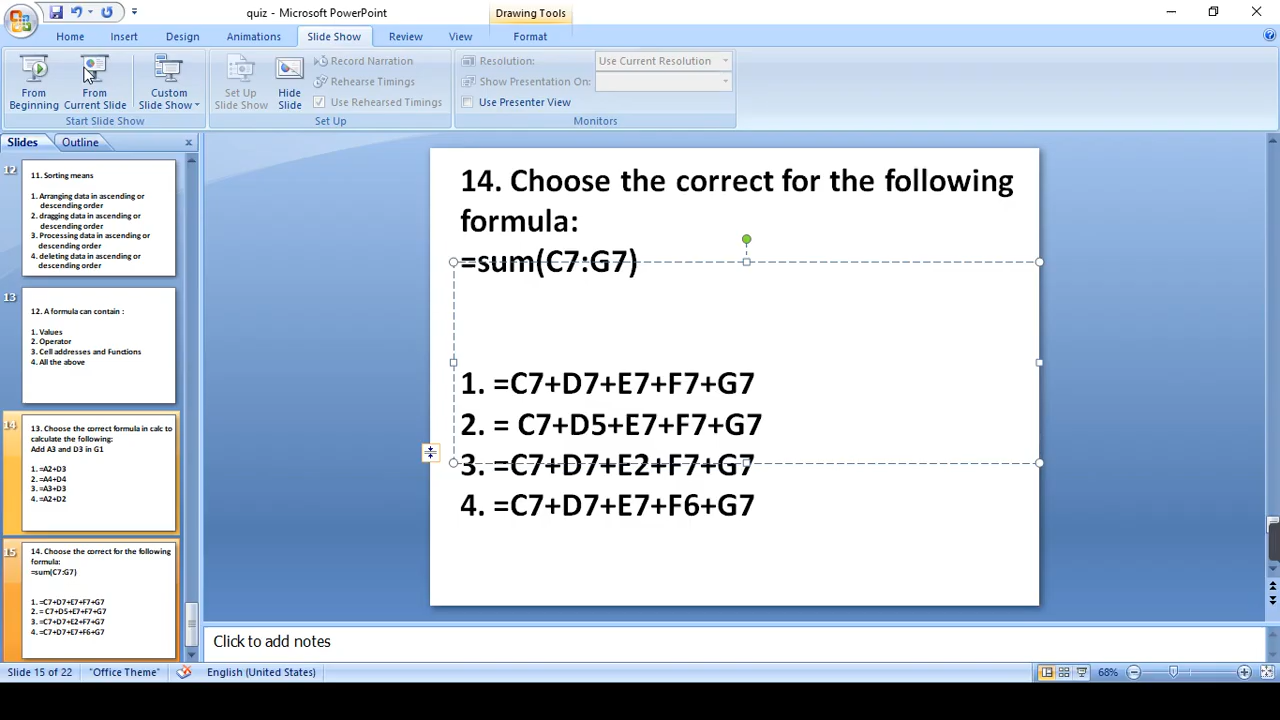 quiz - Microsoft PowerPoint
Drawing Tools
Home
Insert
Design
Animations
Slide Show
Review
View
Format
From Beginning
From Current Slide
Custom Slide Show
Start Slide Show
Set Up Slide Show
Hide Slide
Record Narration
Rehearse Timings
Use Rehearsed Timings
Set Up
Resolution:
Use Current Resolution
Show Presentation On:
Use Presenter View
Monitors
Slides
Outline
12
11. Sorting means
1. Arranging data in ascending or
descending order
2. dragging data in ascending or
descending order
3. Processing data in ascending or
descending order
4. deleting data in ascending or
descending order
13
12. A formula can contain :
1. Values
2. Operator
3. Cell addresses and Functions
4. All the above
14
13. Choose the correct formula in calc to
calculate the following:
Add A3 and D3 in G1
1. =A2+D3
2. =A4+D4
3. =A3+D3
4. =A2+D2
15
14. Choose the correct for the following
formula:
=sum(C7:G7)
1. =C7+D7+E7+F7+G7
2. = C7+D5+E7+F7+G7
3. =C7+D7+E2+F7+G7
4. =C7+D7+E7+F6+G7
14. Choose the correct for the following
formula:
=sum(C7:G7)
1. =C7+D7+E7+F7+G7
2. = C7+D5+E7+F7+G7
3. =C7+D7+E2+F7+G7
4. =C7+D7+E7+F6+G7
Click to add notes
Slide 15 of 22
"Office Theme"
English (United States)
68%